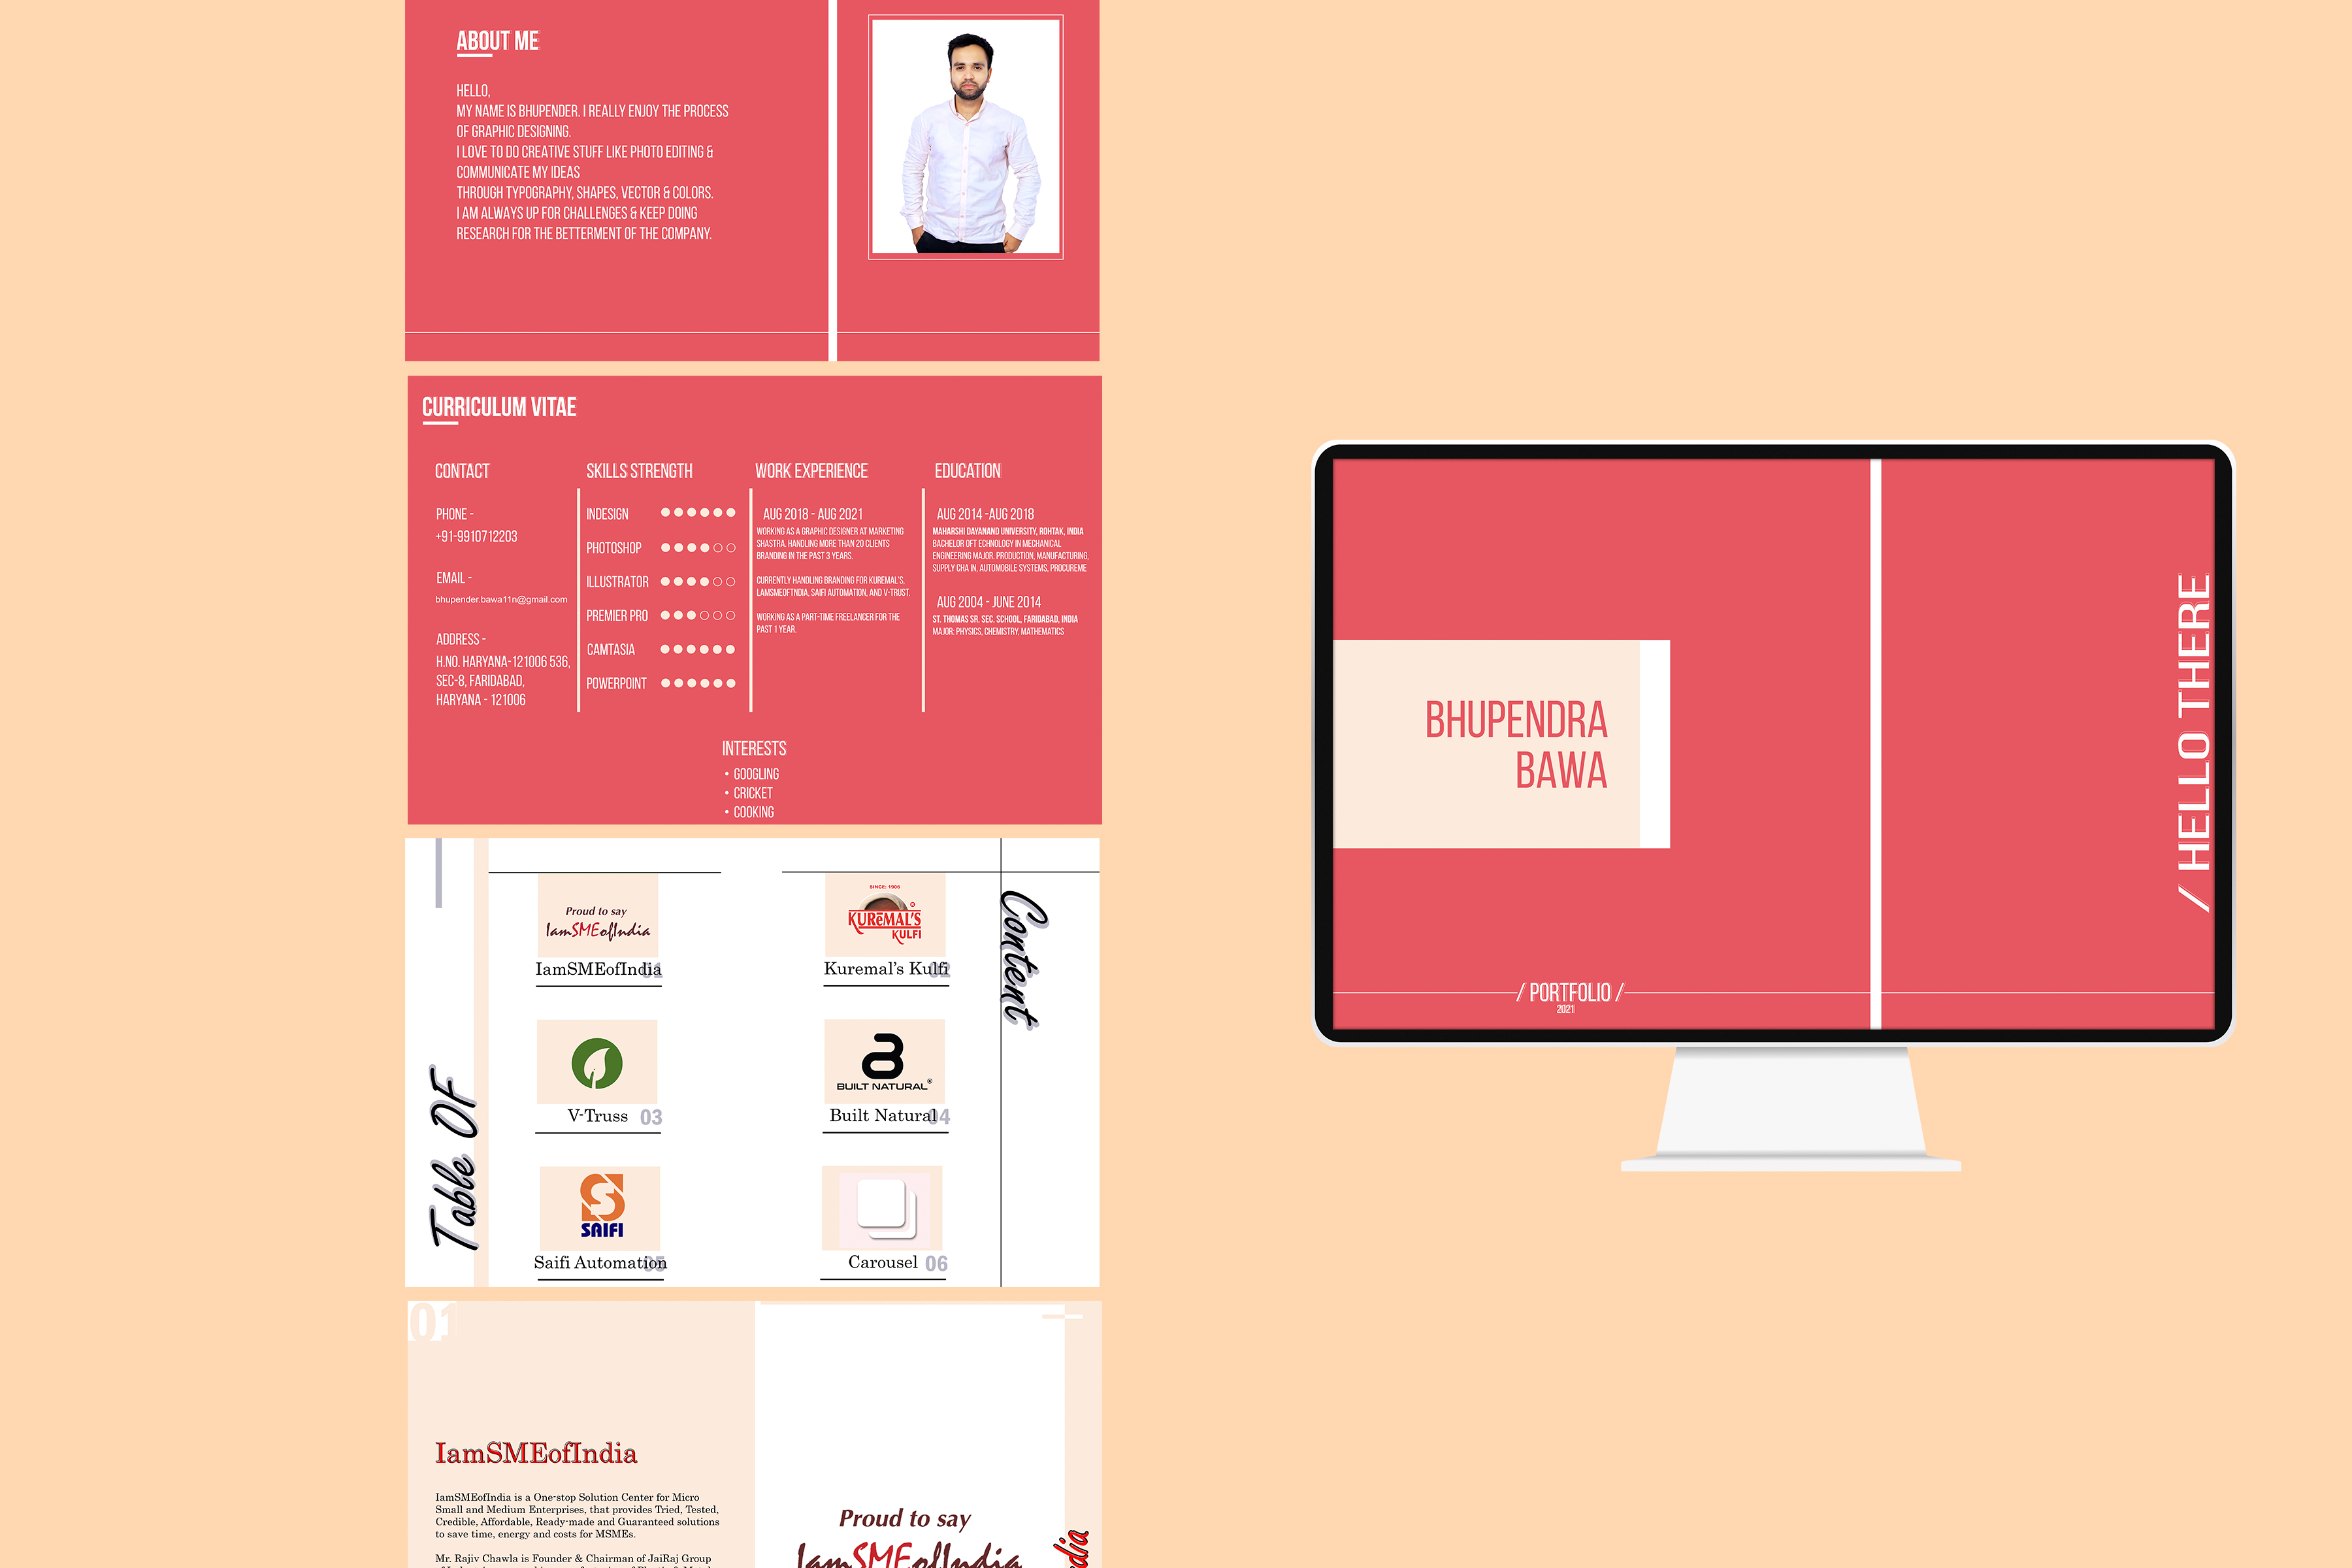 ABOUT ME
HELLO,
MY NAME IS BHUPENDER. I REALLY ENJOY THE PROCESS
OF GRAPHIC DESIGNING.
I LOVE TO DO CREATIVE STUFF LIKE PHOTO EDITING &
COMMUNICATE MY IDEAS
THROUGH TYPOGRAPHY, SHAPES, VECTOR & COLORS.
I AM ALWAYS UP FOR CHALLENGES & KEEP DOING
RESEARCH FOR THE BETTERMENT OF THE COMPANY.
CURRICULUM VITAE
CONTACT
PHONE -
+91-9910712203
EMAIL -
bhupender.bawa11n@gmail.com
ADDRESS -
H.NO. HARYANA-121006 536,
SEC-8, FARIDABAD,
HARYANA - 121006
SKILLS STRENGTH
INDESIGN
PHOTOSHOP
ILLUSTRATOR
PREMIER PRO
CAMTASIA
POWERPOINT
WORK EXPERIENCE
AUG 2018 - AUG 2021
WORKING AS A GRAPHIC DESIGNER AT MARKETING
SHASTRA. HANDLING MORE THAN 20 CLIENTS
BRANDING IN THE PAST 3 YEARS.
CURRENTLY HANDLING BRANDING FOR KUREMAL'S,
LAMSMEOFTNDIA, SAIFI AUTOMATION, AND V-TRUST.
WORKING AS A PART-TIME FREELANCER FOR THE
PAST 1 YEAR.
EDUCATION
AUG 2014 -AUG 2018
MAHARSHI DAYANAND UNIVERSITY, ROHTAK, INDIA
BACHELOR OFT ECHNOLOGY IN MECHANICAL
ENGINEERING MAJOR. PRODUCTION, MANUFACTURING,
SUPPLY CHA IN, AUTOMOBILE SYSTEMS, PROCUREME
AUG 2004 - JUNE 2014
ST. THOMAS SR. SEC. SCHOOL, FARIDABAD, INDIA
MAJOR: PHYSICS, CHEMISTRY, MATHEMATICS
INTERESTS
• GOOGLING
• CRICKET
• COOKING
Table OF
Content
Proud to say
IamSMEofIndia
IamSMEofIndia 01
SINCE: 1906
KUREMAL'S
KULFI
Kuremal's Kulfi 02
V-Truss 03
BUILT NATURAL®
Built Natural 04
SAIFI
Saifi Automation 05
Carousel 06
01
IamSMEofIndia
IamSMEofIndia is a One-stop Solution Center for Micro
Small and Medium Enterprises, that provides Tried, Tested,
Credible, Affordable, Ready-made and Guaranteed solutions
to save time, energy and costs for MSMEs.
Mr. Rajiv Chawla is Founder & Chairman of JaiRaj Group
Proud to say
IamSMEofIndia
dia
BHUPENDRA
BAWA
/ HELLO THERE
/ PORTFOLIO /
2021